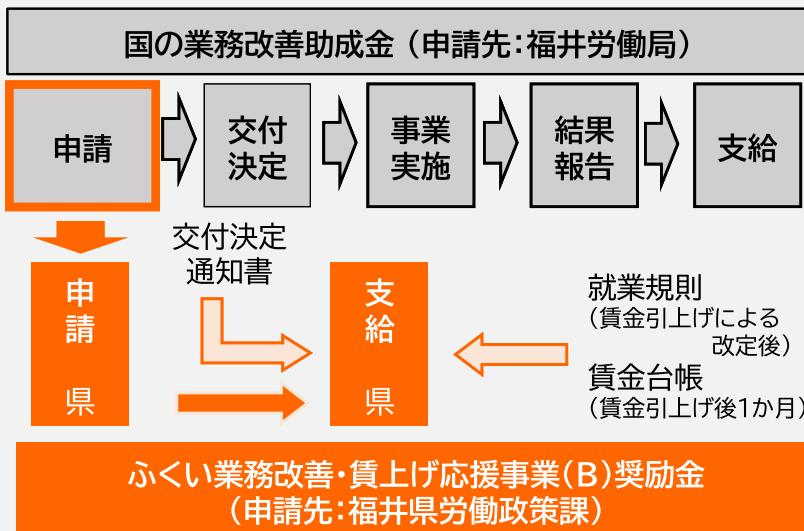 国の業務改善助成金（申請先：福井労働局）
申請
交付
決定
事業
実施
結果
報告
支給
交付決定
通知書
申請 県
支給 県
就業規則
（賃金引上げによる
改定後）
賃金台帳
（賃金引上げ後1か月）
ふくい業務改善・賃上げ応援事業（B）奨励金
（申請先：福井県労働政策課）